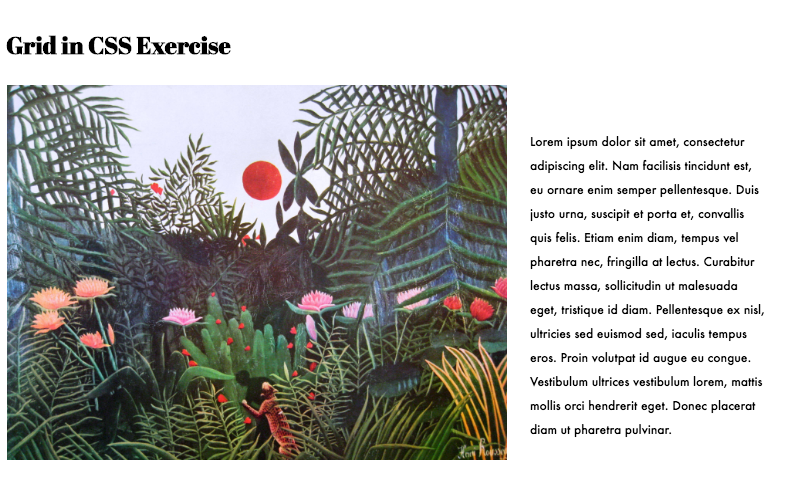 Grid in CSS Exercise
Lorem ipsum dolor sit amet, consectetur
adipiscing elit. Nam facilisis tincidunt est,
eu ornare enim semper pellentesque. Duis
justo urna, suscipit et porta et, convallis
quis felis. Etiam enim diam, tempus vel
pharetra nec, fringilla at lectus. Curabitur
lectus massa, sollicitudin ut malesuada
eget, tristique id diam. Pellentesque ex nisl,
ultricies sed euismod sed, iaculis tempus
eros. Proin volutpat id augue eu congue.
Vestibulum ultrices vestibulum lorem, mattis
mollis orci hendrerit eget. Donec placerat
diam ut pharetra pulvinar.